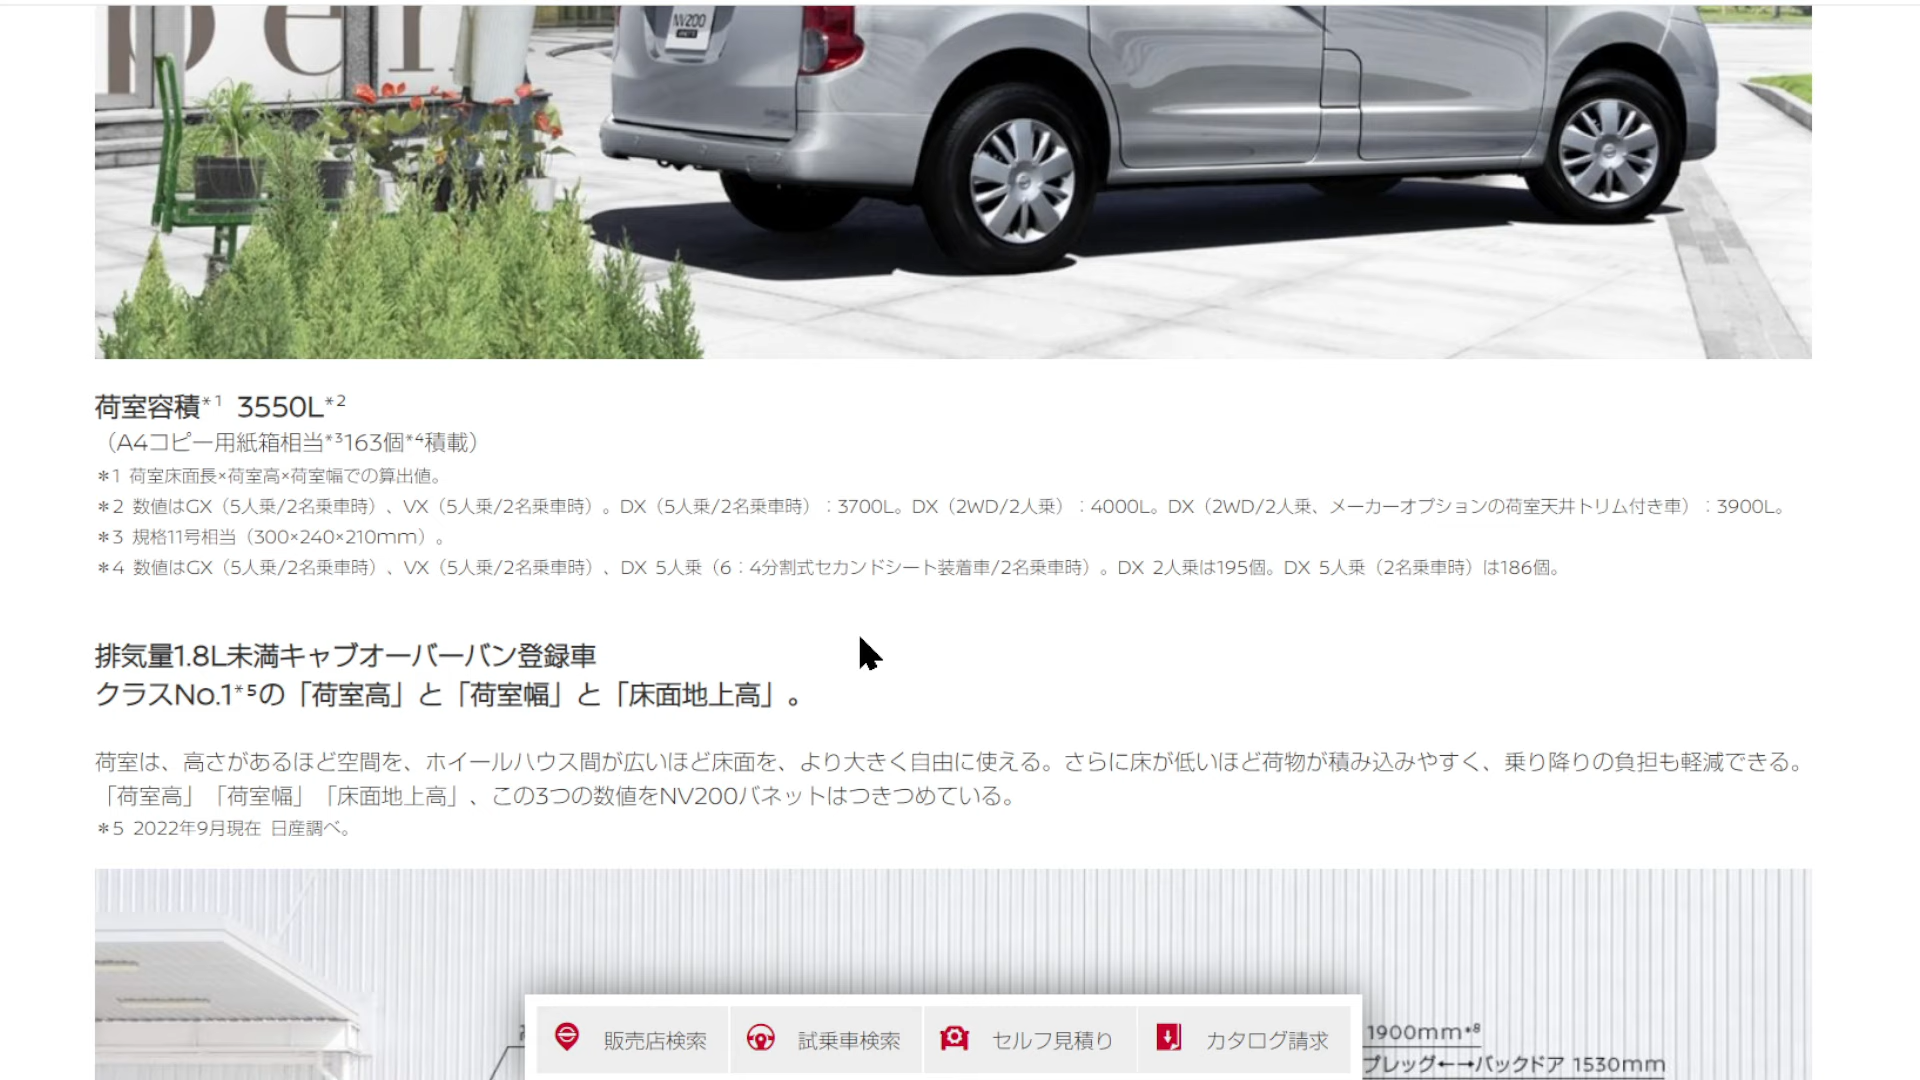 per
NV200
荷室容積*1 3550L*2
（A4コピー用紙箱相当*3163個*4積載）
*1 荷室床面長×荷室高×荷室幅での算出値。
*2 数値はGX（5人乗/2名乗車時）、VX（5人乗/2名乗車時）。DX（5人乗/2名乗車時）：3700L。DX（2WD/2人乗）：4000L。DX（2WD/2人乗、メーカーオプションの荷室天井トリム付き車）：3900L。
*3 規格11号相当（300×240×210mm）。
*4 数値はGX（5人乗/2名乗車時）、VX（5人乗/2名乗車時）、DX 5人乗（6：4分割式セカンドシート装着車/2名乗車時）。DX 2人乗は195個。DX 5人乗（2名乗車時）は186個。
排気量1.8L未満キャブオーバーバン登録車
クラスNo.1*5の「荷室高」と「荷室幅」と「床面地上高」。
荷室は、高さがあるほど空間を、ホイールハウス間が広いほど床面を、より大きく自由に使える。さらに床が低いほど荷物が積み込みやすく、乗り降りの負担も軽減できる。
「荷室高」「荷室幅」「床面地上高」、この3つの数値をNV200バネットはつきつめている。
*5 2022年9月現在 日産調べ。
1900mm*8
プレッグ←→バックドア 1530mm
販売店検索
試乗車検索
セルフ見積り
カタログ請求